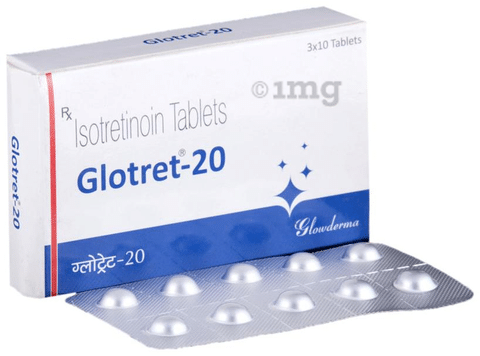 Glotret-20
3x10 Tablets
© 1mg
Rx Isotretinoin Tablets
Glotret®-20
Glowderma
ग्लोट्रेट-20
Glotret-20